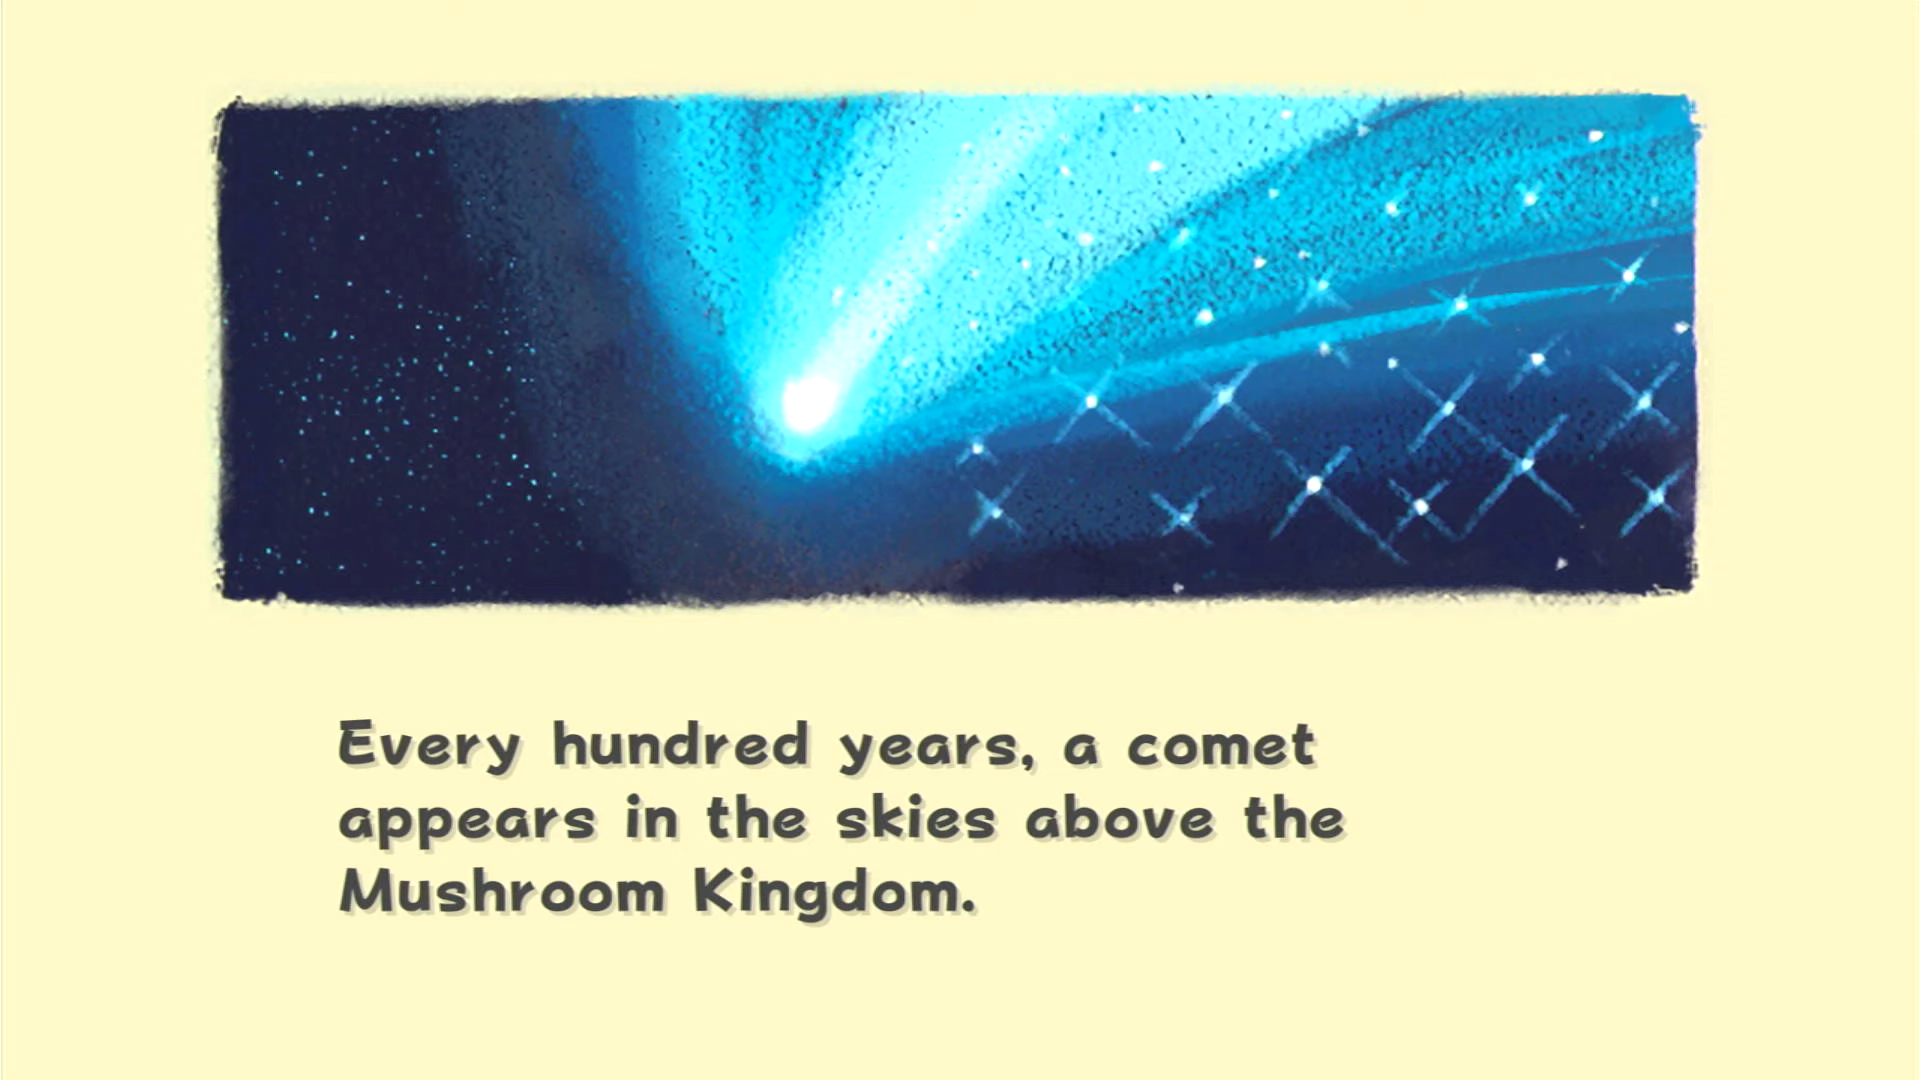 Every hundred years, a comet
appears in the skies above the
Mushroom Kingdom.